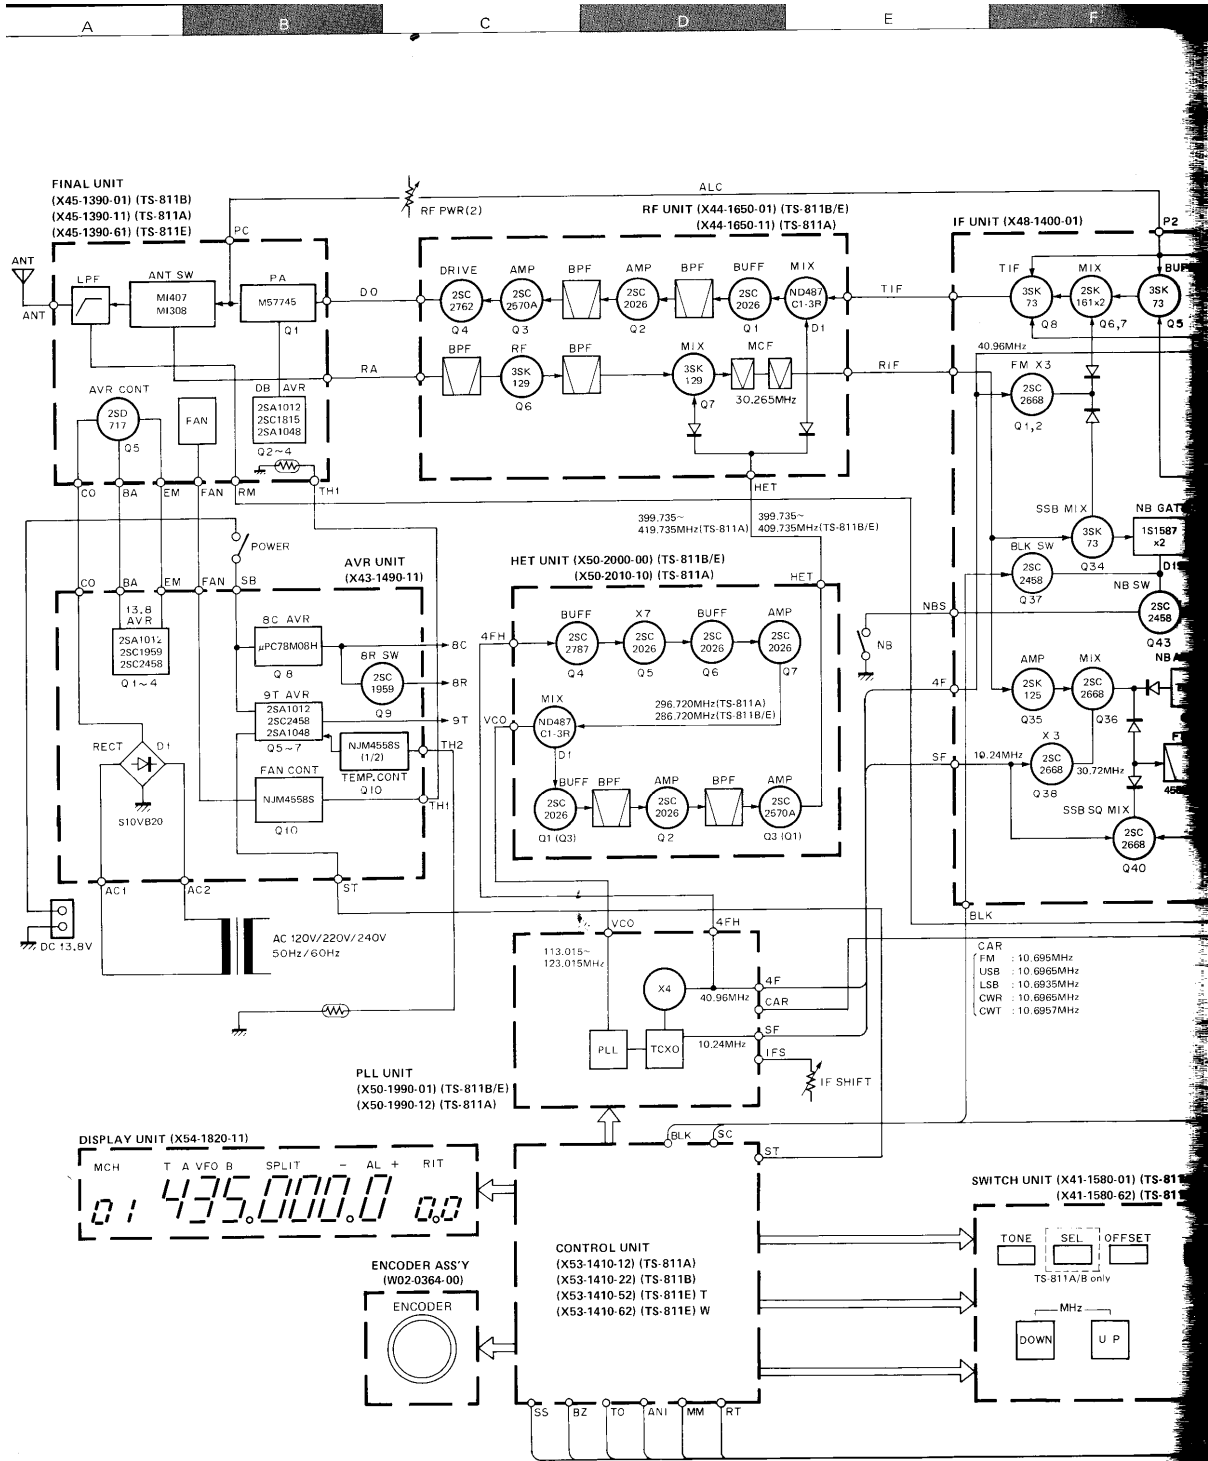 A B C D E F
FINAL UNIT
(X45-1390-01) (TS-811B)
(X45-1390-11) (TS-811A)
(X45-1390-61) (TS-811E)
PC
ANT
ANT
LPF
ANT SW
MI407
MI308
PA
M57745
Q1
AVR CONT
2SD
717
Q5
FAN
DB AVR
2SA1012
2SC1815
2SA1048
Q2~4
CO BA EM FAN RM TH1
RF PWR(2)
ALC
DO
RA
RF UNIT (X44-1650-01) (TS-811B/E)
(X44-1650-11) (TS-811A)
DRIVE AMP BPF AMP BPF BUFF MIX
2SC
2762
Q4
2SC
2570A
Q3
2SC
2026
Q2
2SC
2026
Q1
ND487
C1-3R
D1
BPF RF BPF MIX MCF
3SK
129
Q6
3SK
129
Q7
30.265MHz
HET
TIF
RIF
IF UNIT (X48-1400-01)
P2
TIF MIX
3SK
73
Q8
2SK
161x2
Q6,7
3SK
73
Q5
40.96MHz
FM X3
2SC
2668
Q1,2
SSB MIX
3SK
73
Q34
NB GAT
1S1587
x2
BLK SW
2SC
2458
Q37
NB SW
2SC
2458
Q43
NBS
NB
4F
SF
AMP MIX
2SK
125
Q35
2SC
2668
Q36
X3
2SC
2668
Q38
10.24MHz
30.72MHz
SSB SQ MIX
2SC
2668
Q40
BLK
399.735~
419.735MHz(TS-811A)
399.735~
409.735MHz(TS-811B/E)
POWER
AVR UNIT
(X43-1490-11)
CO BA EM FAN SB
13.8
AVR
2SA1012
2SC1959
2SC2458
Q1~4
8C AVR
µPC78M08H
Q8
8R SW
2SC
1959
Q9
8C
8R
9T
9T AVR
2SA1012
2SC2458
2SA1048
Q5~7
NJM4558S
(1/2)
TEMP.CONT
Q10
TH2
TH1
RECT D1
S10VB20
FAN CONT
NJM4558S
Q10
AC1 AC2 ST
DC 13.8V
AC 120V/220V/240V
50Hz/60Hz
HET UNIT (X50-2000-00) (TS-811B/E)
(X50-2010-10) (TS-811A)
HET
4FH
VCO
BUFF X7 BUFF AMP
2SC
2787
Q4
2SC
2026
Q5
2SC
2026
Q6
2SC
2026
Q7
MIX
ND487
C1-3R
D1
296.720MHz(TS-811A)
286.720MHz(TS-811B/E)
BUFF BPF AMP BPF AMP
2SC
2026
Q1 (Q3)
2SC
2026
Q2
2SC
2570A
Q3 (Q1)
VCO 4FH
113.015~
123.015MHz
X4
40.96MHz
PLL
TCXO
10.24MHz
4F
CAR
SF
IFS
IF SHIFT
PLL UNIT
(X50-1990-01) (TS-811B/E)
(X50-1990-12) (TS-811A)
CAR
FM : 10.695MHz
USB : 10.6965MHz
LSB : 10.6935MHz
CWR : 10.6965MHz
CWT : 10.6957MHz
DISPLAY UNIT (X54-1820-11)
MCH T A VFO B SPLIT - AL + RIT
01 435.000.0 0.0
ENCODER ASS'Y
(W02-0364-00)
ENCODER
BLK SC
ST
CONTROL UNIT
(X53-1410-12) (TS-811A)
(X53-1410-22) (TS-811B)
(X53-1410-52) (TS-811E) T
(X53-1410-62) (TS-811E) W
SS BZ TO ANI MM RT
SWITCH UNIT (X41-1580-01) (TS-811
(X41-1580-62) (TS-811
TONE SEL OFFSET
TS-811A/B only
MHz
DOWN UP